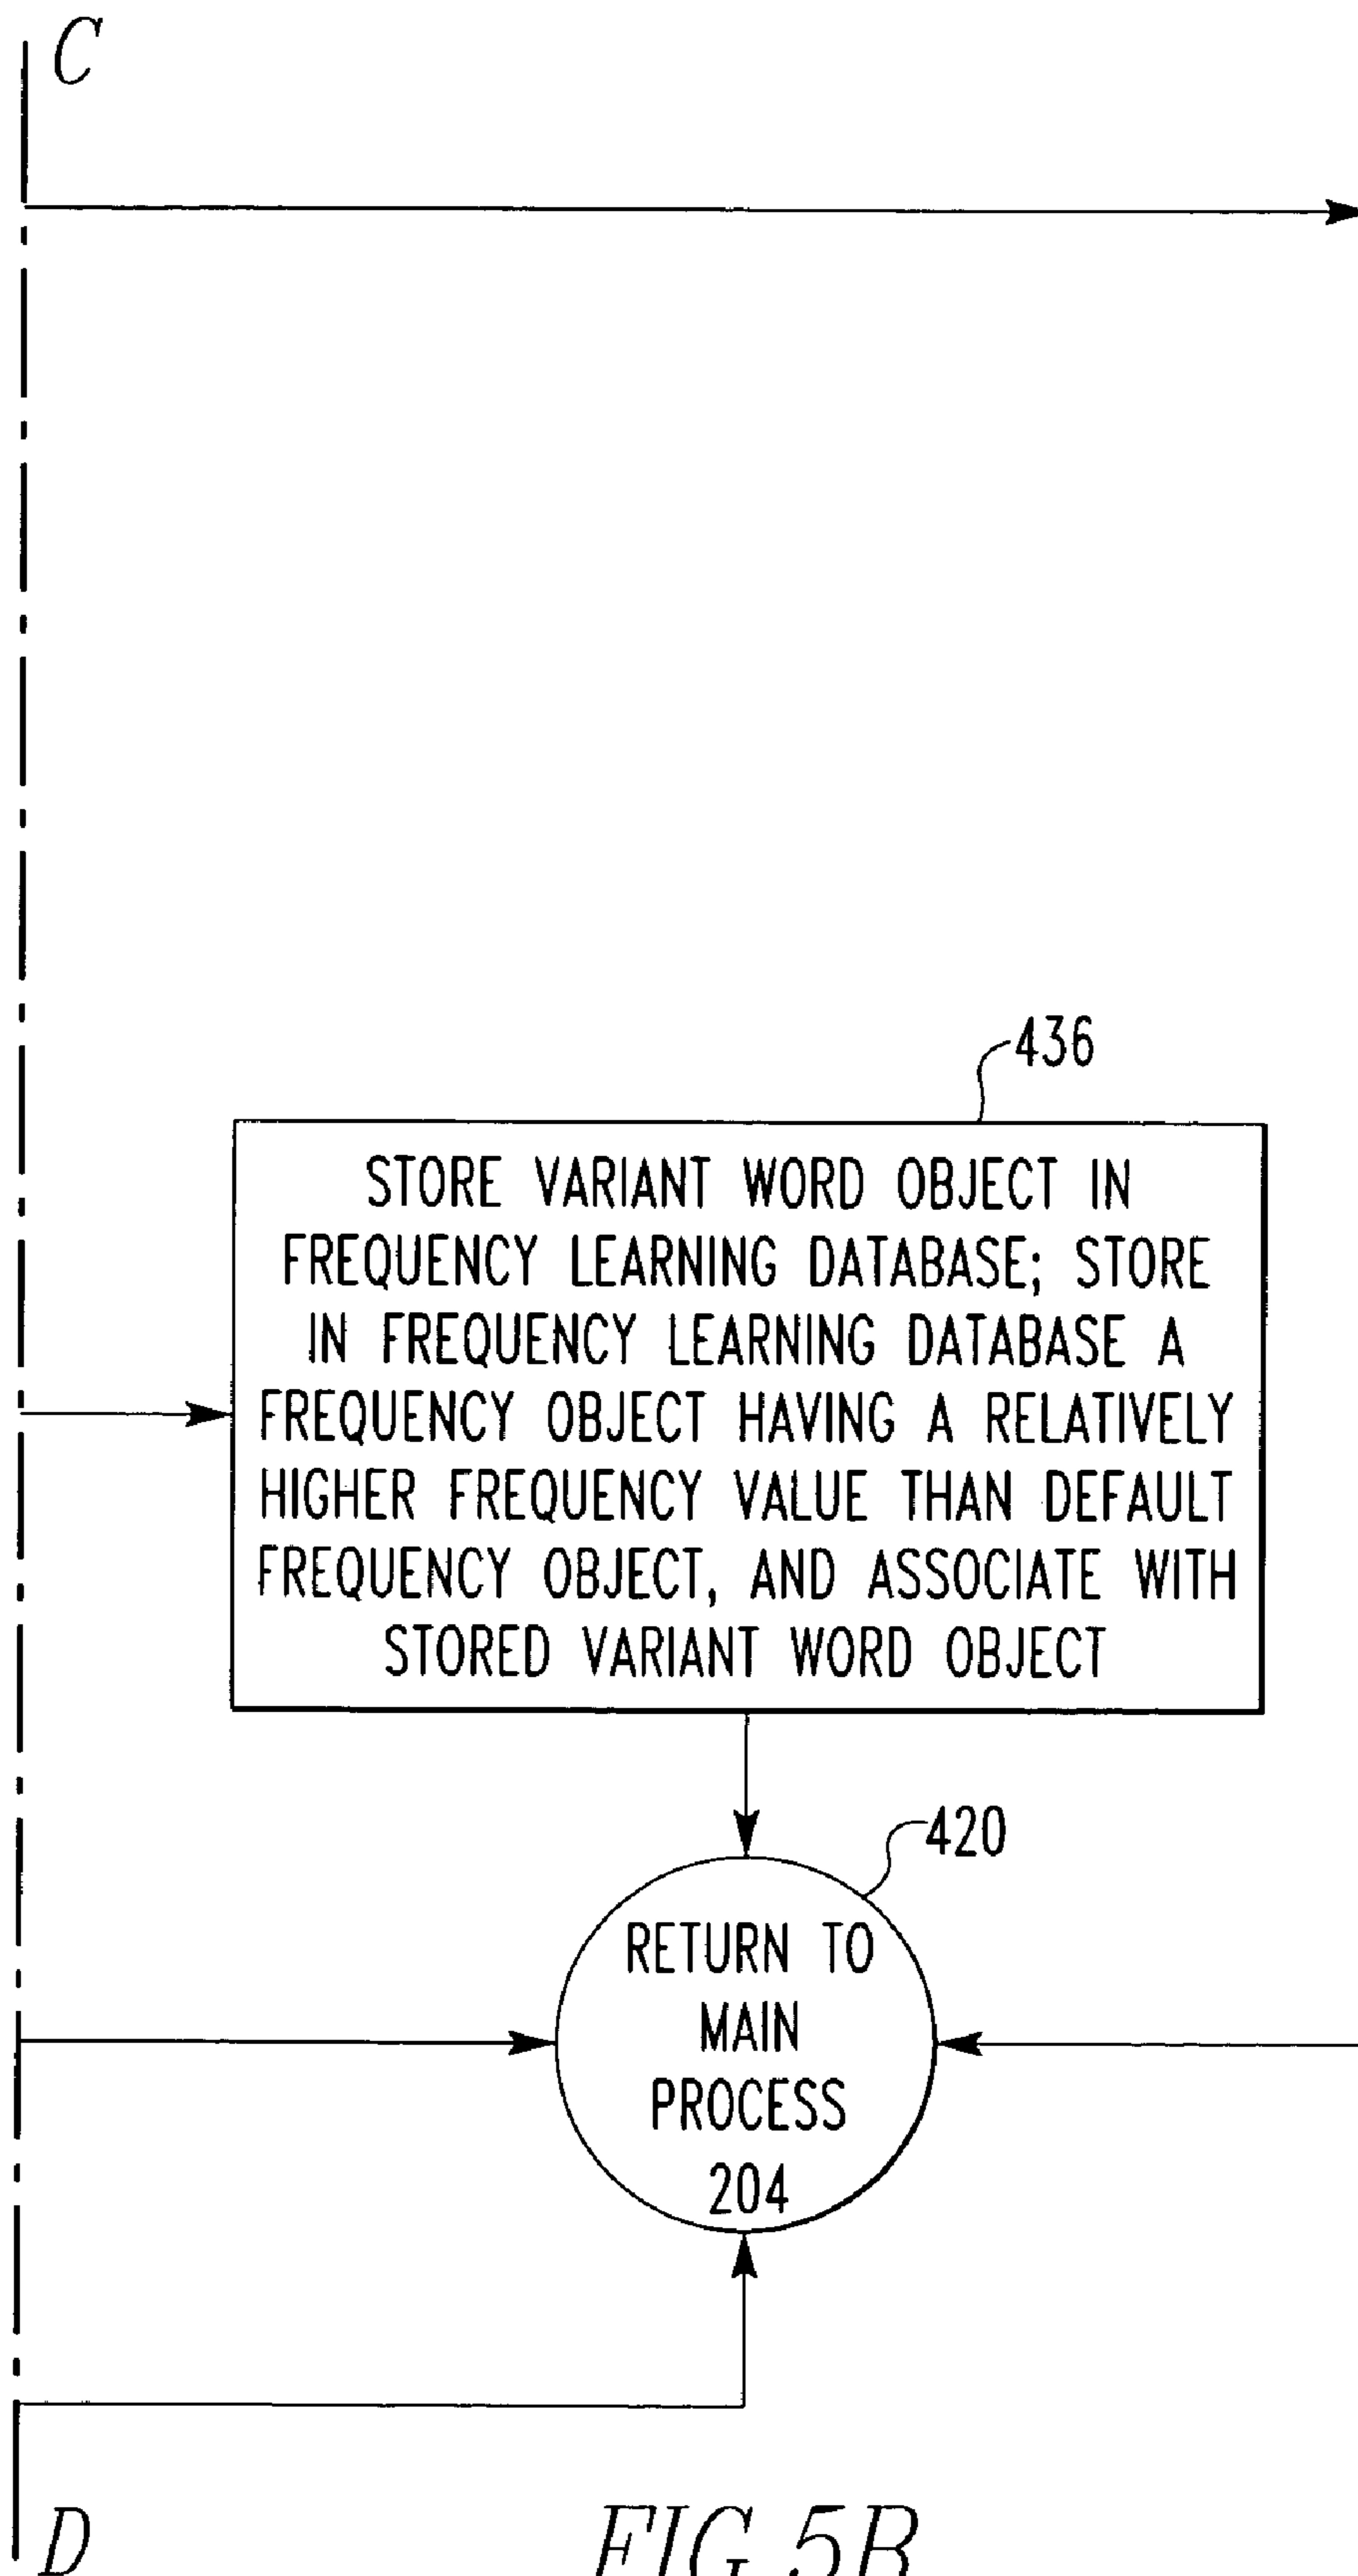 C
436
STORE VARIANT WORD OBJECT IN
FREQUENCY LEARNING DATABASE; STORE
IN FREQUENCY LEARNING DATABASE A
FREQUENCY OBJECT HAVING A RELATIVELY
HIGHER FREQUENCY VALUE THAN DEFAULT
FREQUENCY OBJECT, AND ASSOCIATE WITH
STORED VARIANT WORD OBJECT
420
RETURN TO
MAIN
PROCESS
204
D
FIG.5B